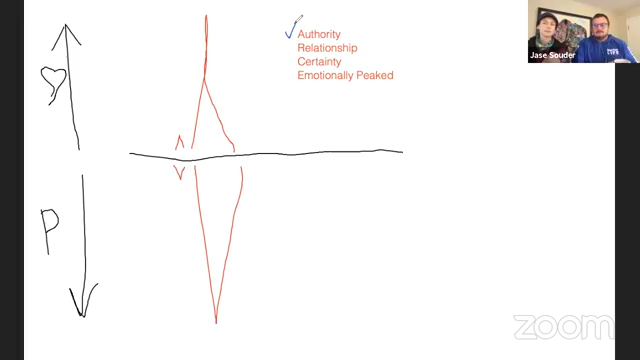 Authority
Relationship
Certainty
Emotionally Peaked
P
Jase Souder
zoom